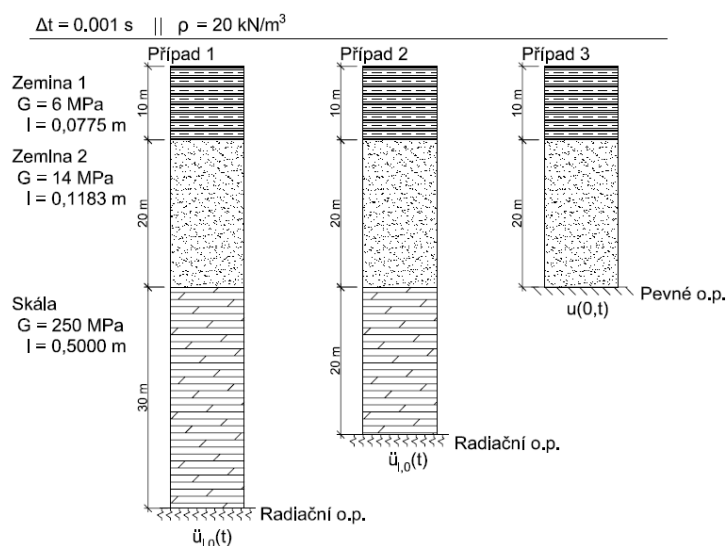 Δt = 0.001 s || ρ = 20 kN/m³
Případ 1
Případ 2
Případ 3
Zemina 1
G = 6 MPa
l = 0,0775 m
10 m
10 m
10 m
Zemina 2
G = 14 MPa
l = 0,1183 m
20 m
20 m
20 m
Pevné o.p.
u(0,t)
Skála
G = 250 MPa
l = 0,5000 m
30 m
20 m
Radiační o.p.
ü_{l,0}(t)
Radiační o.p.
ü_{l,0}(t)